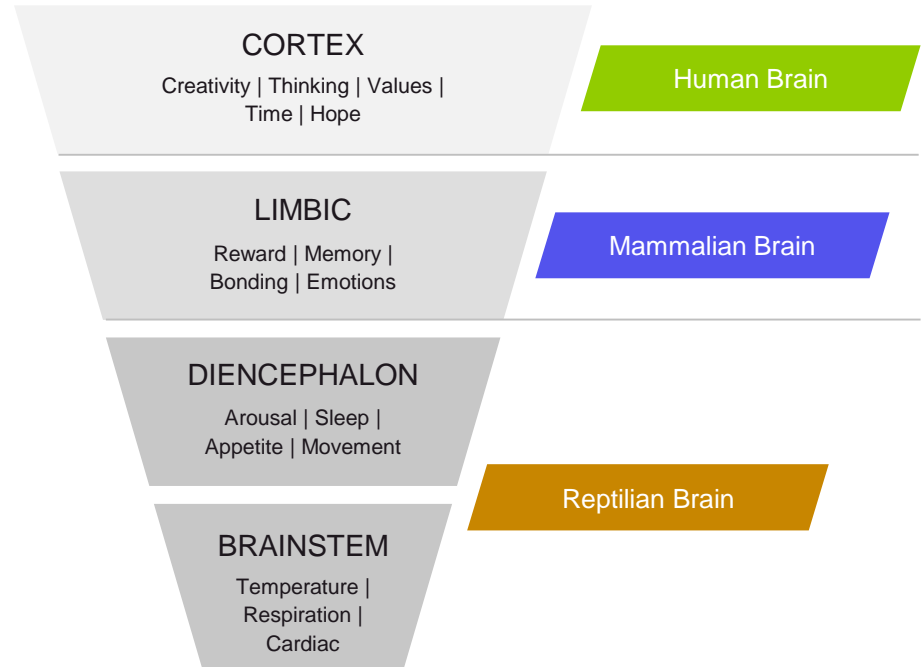 CORTEX
Creativity | Thinking | Values |
Time | Hope
Human Brain
LIMBIC
Reward | Memory |
Bonding | Emotions
Mammalian Brain
DIENCEPHALON
Arousal | Sleep |
Appetite | Movement
Reptilian Brain
BRAINSTEM
Temperature |
Respiration |
Cardiac